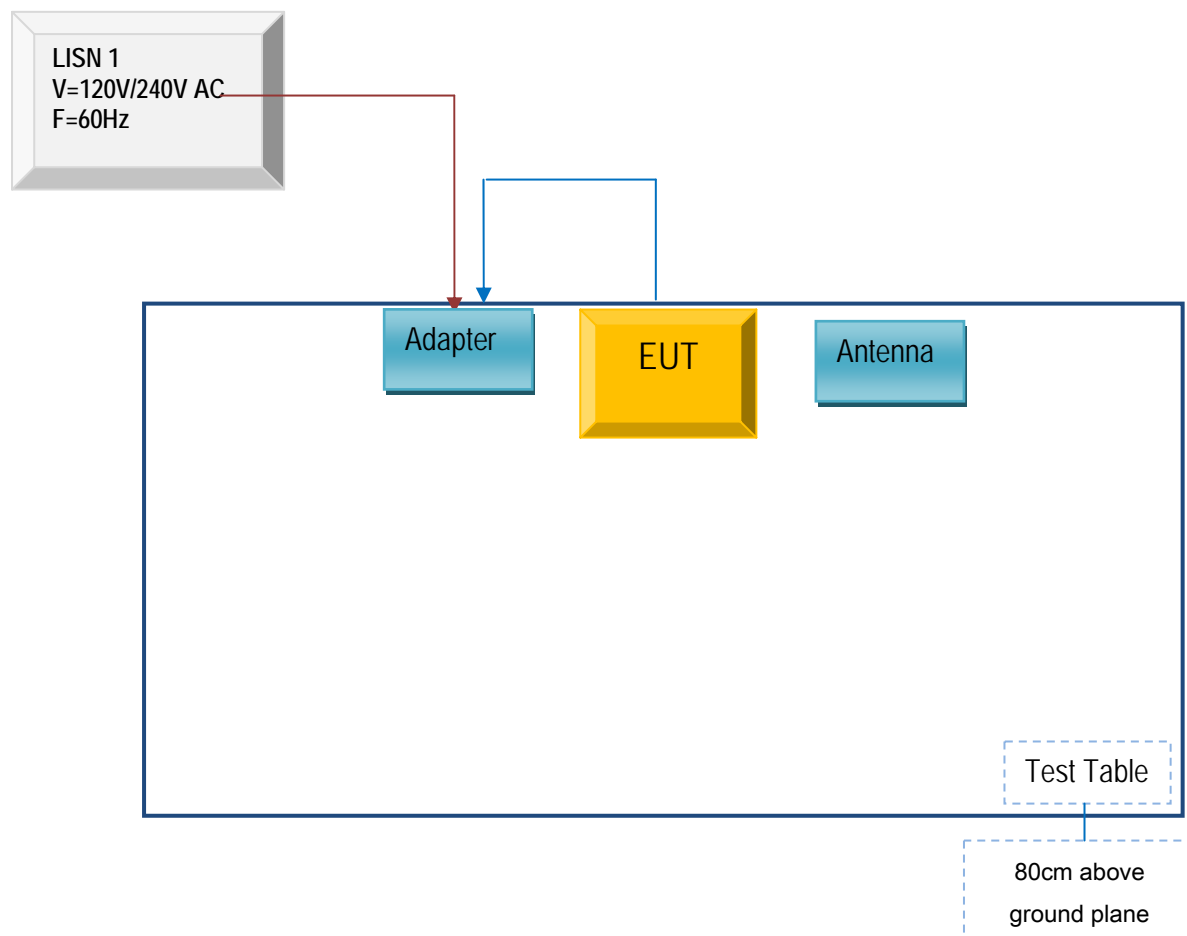 LISN 1
V=120V/240V AC
F=60Hz
Adapter
EUT
Antenna
Test Table
80cm above
ground plane